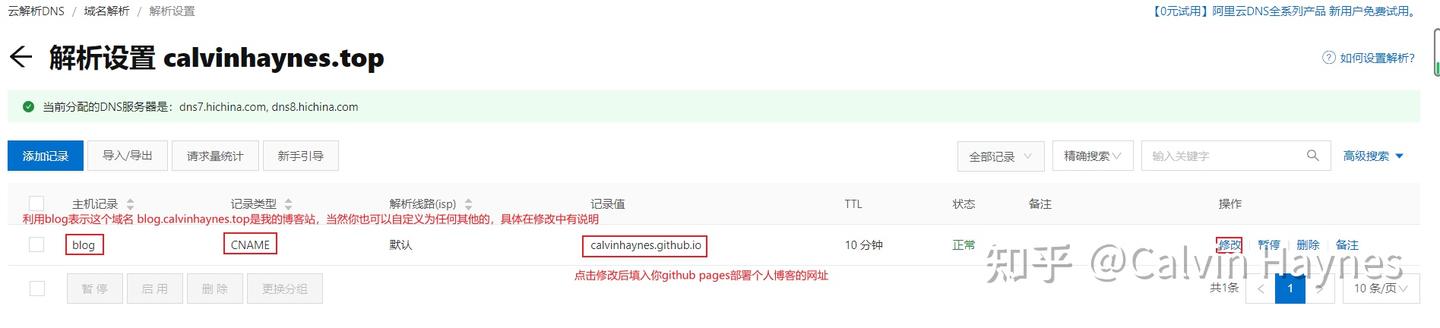 云解析DNS / 域名解析 / 解析设置
【0元试用】阿里云DNS全系列产品 新用户免费试用。
← 解析设置 calvinhaynes.top
如何设置解析?
当前分配的DNS服务器是：dns7.hichina.com, dns8.hichina.com
添加记录 导入/导出 请求量统计 新手引导 全部记录 精确搜索 输入关键字 高级搜索
主机记录 记录类型 解析线路(isp) 记录值 TTL 状态 备注 操作
利用blog表示这个域名 blog.calvinhaynes.top是我的博客站，当然你也可以自定义为任何其他的，具体在修改中有说明
blog CNAME 默认 calvinhaynes.github.io 10 分钟 正常 修改 暂停 删除 备注
点击修改后填入你github pages部署个人博客的网址
知乎 @Calvin Haynes
暂停 启用 删除 更换分组 共1条 < 1 > 10 条/页